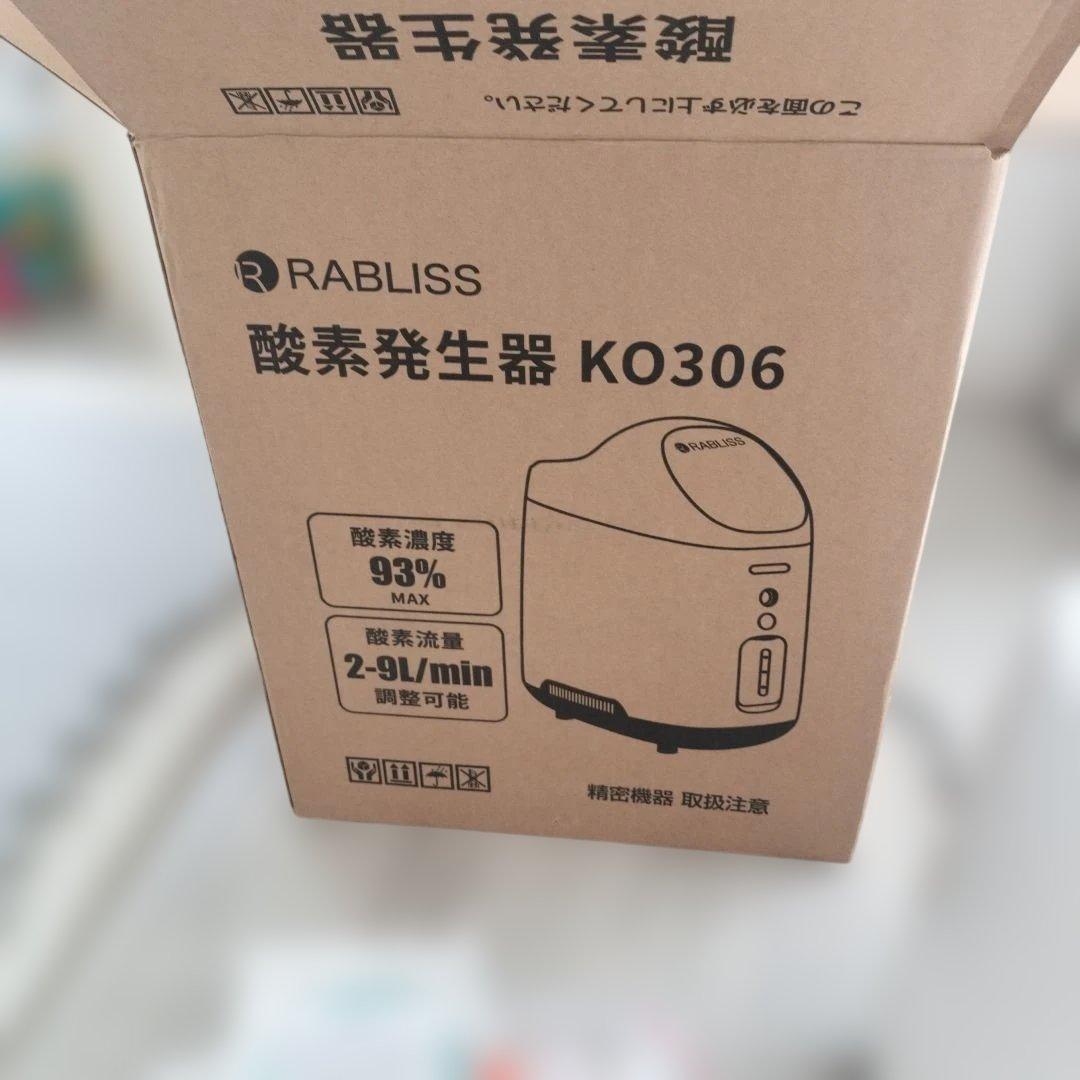 酸素発生器
この面を必ず上にしてください。
RABLISS
酸素発生器 KO306
RABLISS
酸素濃度
93%
MAX
酸素流量
2-9L/min
調整可能
精密機器 取扱注意